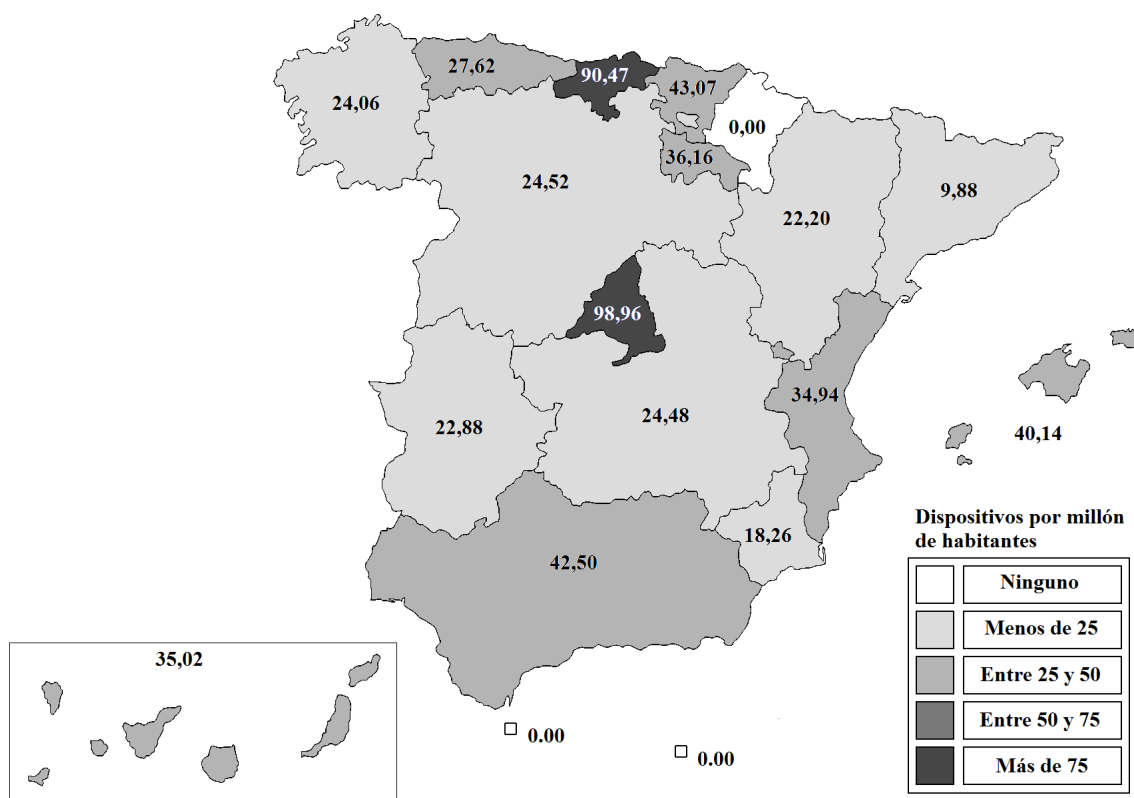 27,62
90,47
43,07
24,06
0,00
36,16
24,52
9,88
22,20
98,96
34,94
24,48
22,88
40,14
Dispositivos por millón
de habitantes
18,26
42,50
Ninguno
Menos de 25
35,02
Entre 25 y 50
Entre 50 y 75
0.00
0.00
Más de 75